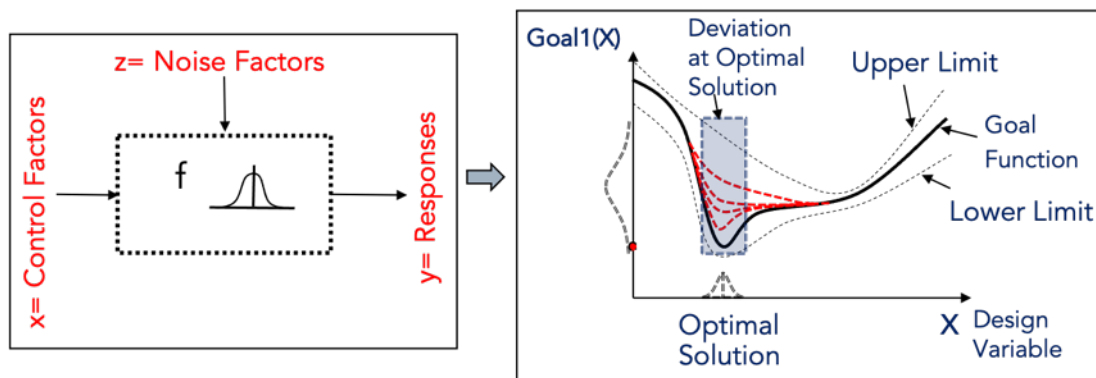 z= Noise Factors
x= Control Factors
f
y= Responses
Goal1(X)
Deviation
at Optimal
Solution
Upper Limit
Goal
Function
Lower Limit
Optimal
Solution
X Design
Variable